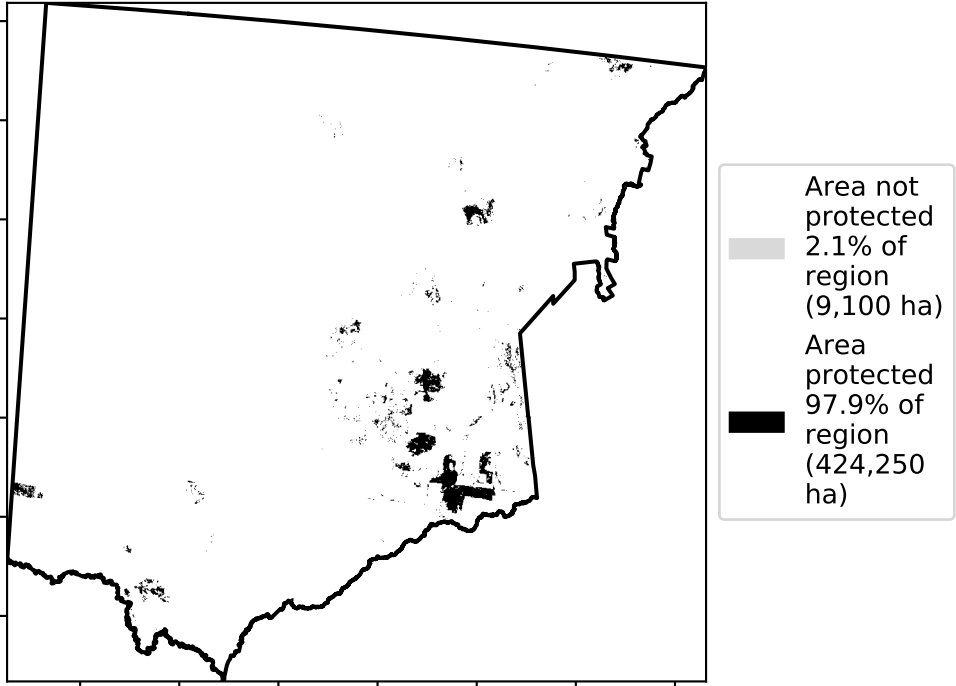 Area not
protected
2.1% of
region
(9,100 ha)
Area
protected
97.9% of
region
(424,250
ha)